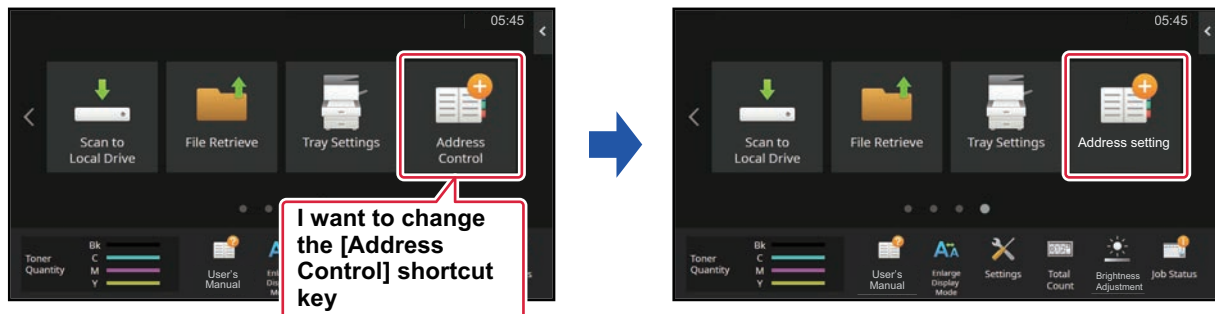 05:45
Scan to
Local Drive
File Retrieve
Tray Settings
Address
Control
I want to change
the [Address
Control] shortcut
key
Toner
Quantity
Bk
C
M
Y
User's
Manual
05:45
Scan to
Local Drive
File Retrieve
Tray Settings
Address setting
Toner
Quantity
Bk
C
M
Y
User's
Manual
Enlarge
Display
Mode
Settings
Total
Count
Brightness
Adjustment
Job Status